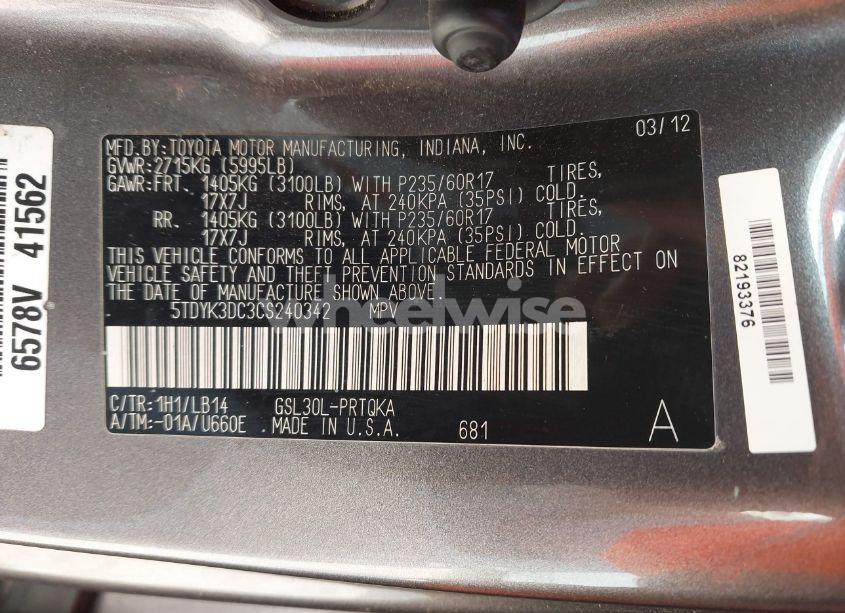 MFD.BY:TOYOTA MOTOR MANUFACTURING, INDIANA, INC. 03/12
GVWR:2715KG (5995LB)
GAWR:FRT. 1405KG (3100LB) WITH P235/60R17 TIRES,
17X7J RIMS, AT 240KPA (35PSI) COLD.
RR. 1405KG (3100LB) WITH P235/60R17 TIRES,
17X7J RIMS, AT 240KPA (35PSI) COLD.
THIS VEHICLE CONFORMS TO ALL APPLICABLE FEDERAL MOTOR
VEHICLE SAFETY AND THEFT PREVENTION STANDARDS IN EFFECT ON
THE DATE OF MANUFACTURE SHOWN ABOVE.
5TDYK3DC3CS240342 MPV
C/TR:1H1/LB14 GSL30L-PRTQKA
A/TM:-01A/U660E MADE IN U.S.A. 681 A
6578V 41562
82193376
wheelwise